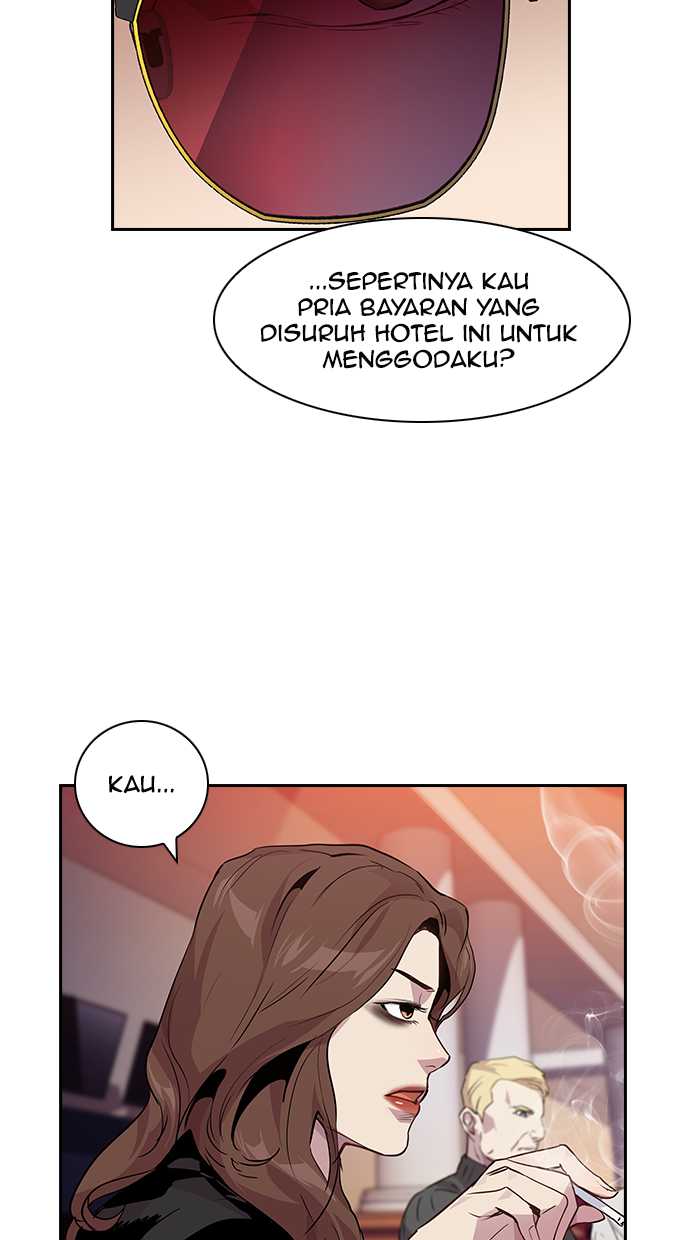 ...SEPERTINYA KAU
PRIA BAYARAN YANG
DISURUH HOTEL INI UNTUK
MENGGODAKU?
KAU...